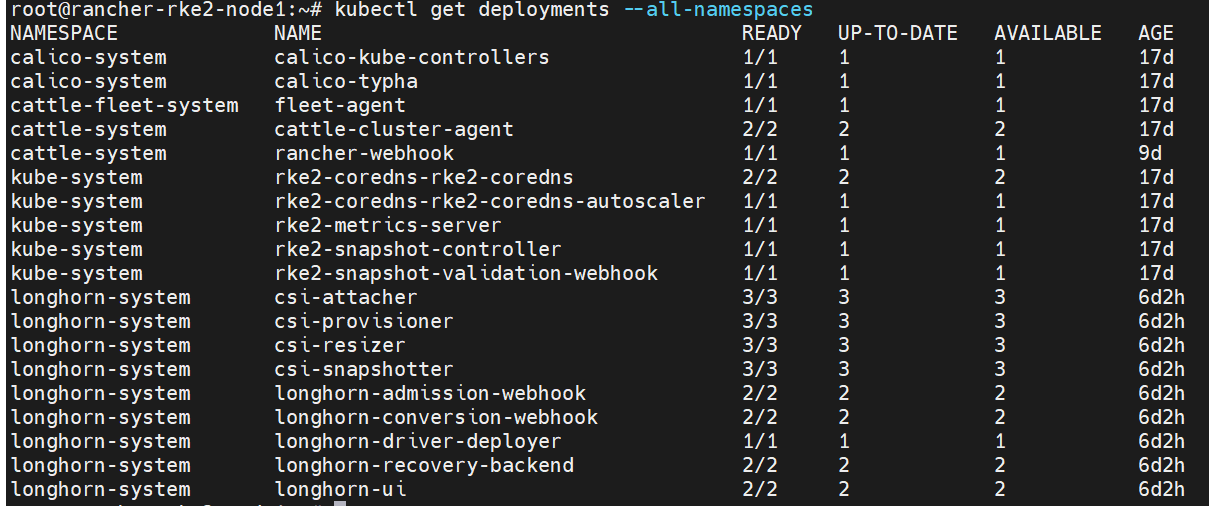 root@rancher-rke2-node1:~# kubectl get deployments --all-namespaces
NAMESPACE NAME READY UP-TO-DATE AVAILABLE AGE
calico-system calico-kube-controllers 1/1 1 1 17d
calico-system calico-typha 1/1 1 1 17d
cattle-fleet-system fleet-agent 1/1 1 1 17d
cattle-system cattle-cluster-agent 2/2 2 2 17d
cattle-system rancher-webhook 1/1 1 1 9d
kube-system rke2-coredns-rke2-coredns 2/2 2 2 17d
kube-system rke2-coredns-rke2-coredns-autoscaler 1/1 1 1 17d
kube-system rke2-metrics-server 1/1 1 1 17d
kube-system rke2-snapshot-controller 1/1 1 1 17d
kube-system rke2-snapshot-validation-webhook 1/1 1 1 17d
longhorn-system csi-attacher 3/3 3 3 6d2h
longhorn-system csi-provisioner 3/3 3 3 6d2h
longhorn-system csi-resizer 3/3 3 3 6d2h
longhorn-system csi-snapshotter 3/3 3 3 6d2h
longhorn-system longhorn-admission-webhook 2/2 2 2 6d2h
longhorn-system longhorn-conversion-webhook 2/2 2 2 6d2h
longhorn-system longhorn-driver-deployer 1/1 1 1 6d2h
longhorn-system longhorn-recovery-backend 2/2 2 2 6d2h
longhorn-system longhorn-ui 2/2 2 2 6d2h